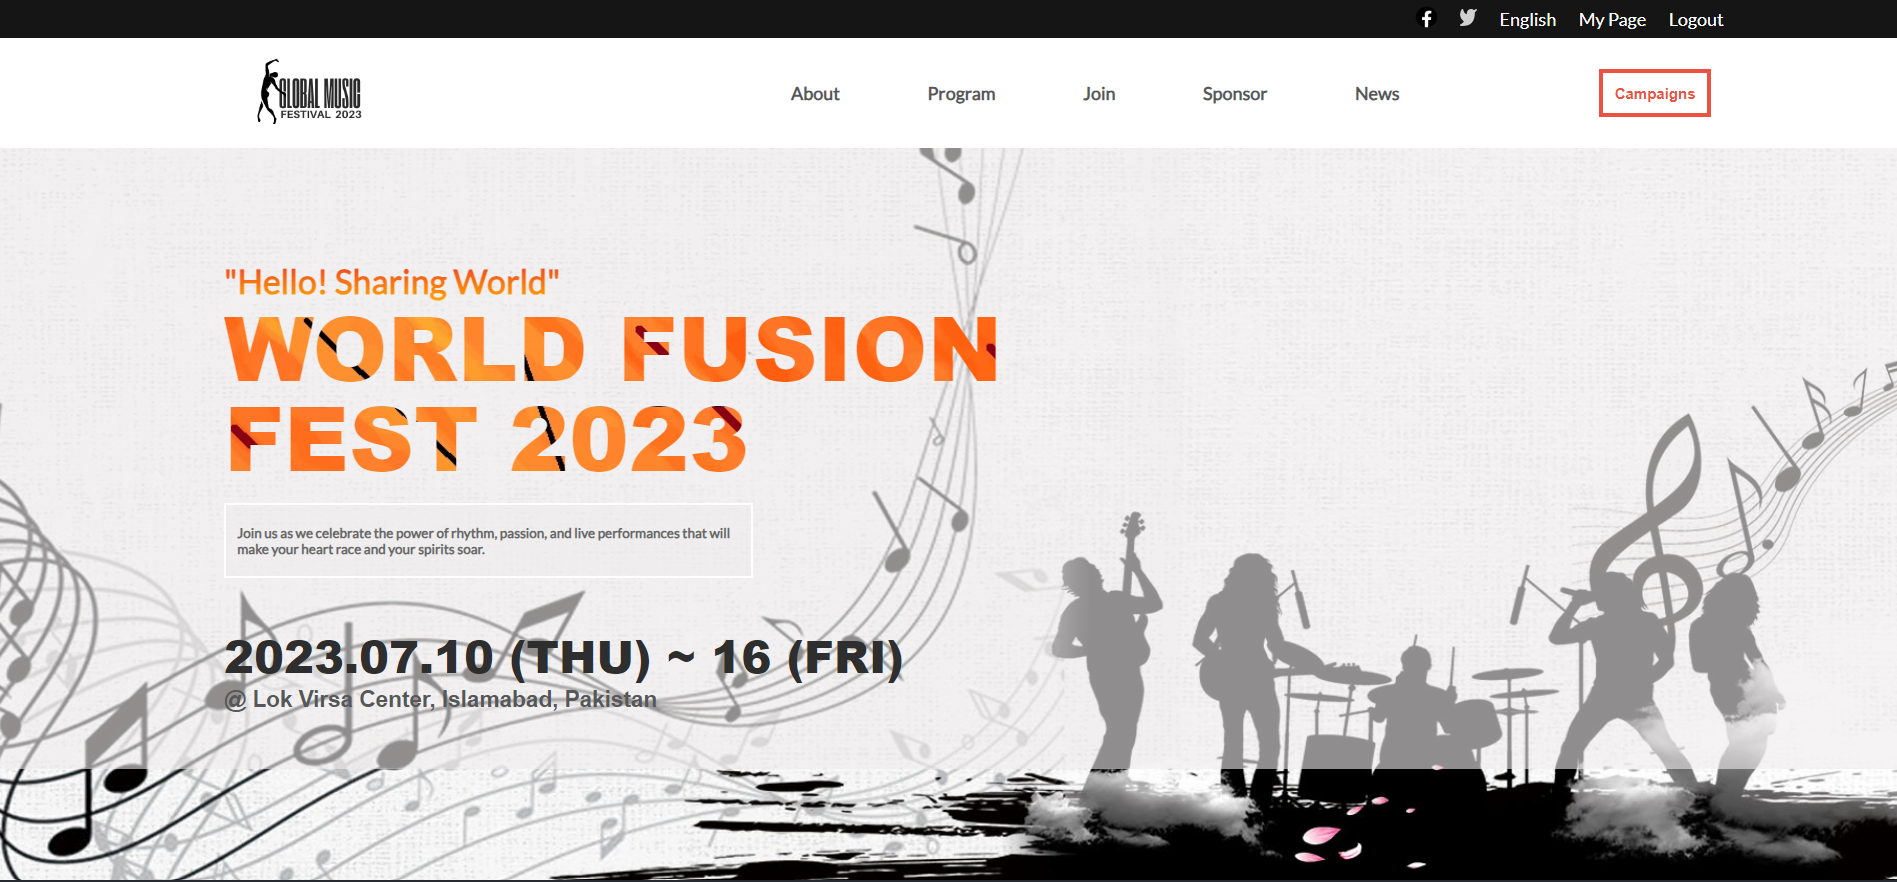 English My Page Logout
GLOBAL MUSIC
FESTIVAL 2023
About Program Join Sponsor News Campaigns
"Hello! Sharing World"
WORLD FUSION
FEST 2023
Join us as we celebrate the power of rhythm, passion, and live performances that will
make your heart race and your spirits soar.
2023.07.10 (THU) ~ 16 (FRI)
@ Lok Virsa Center, Islamabad, Pakistan